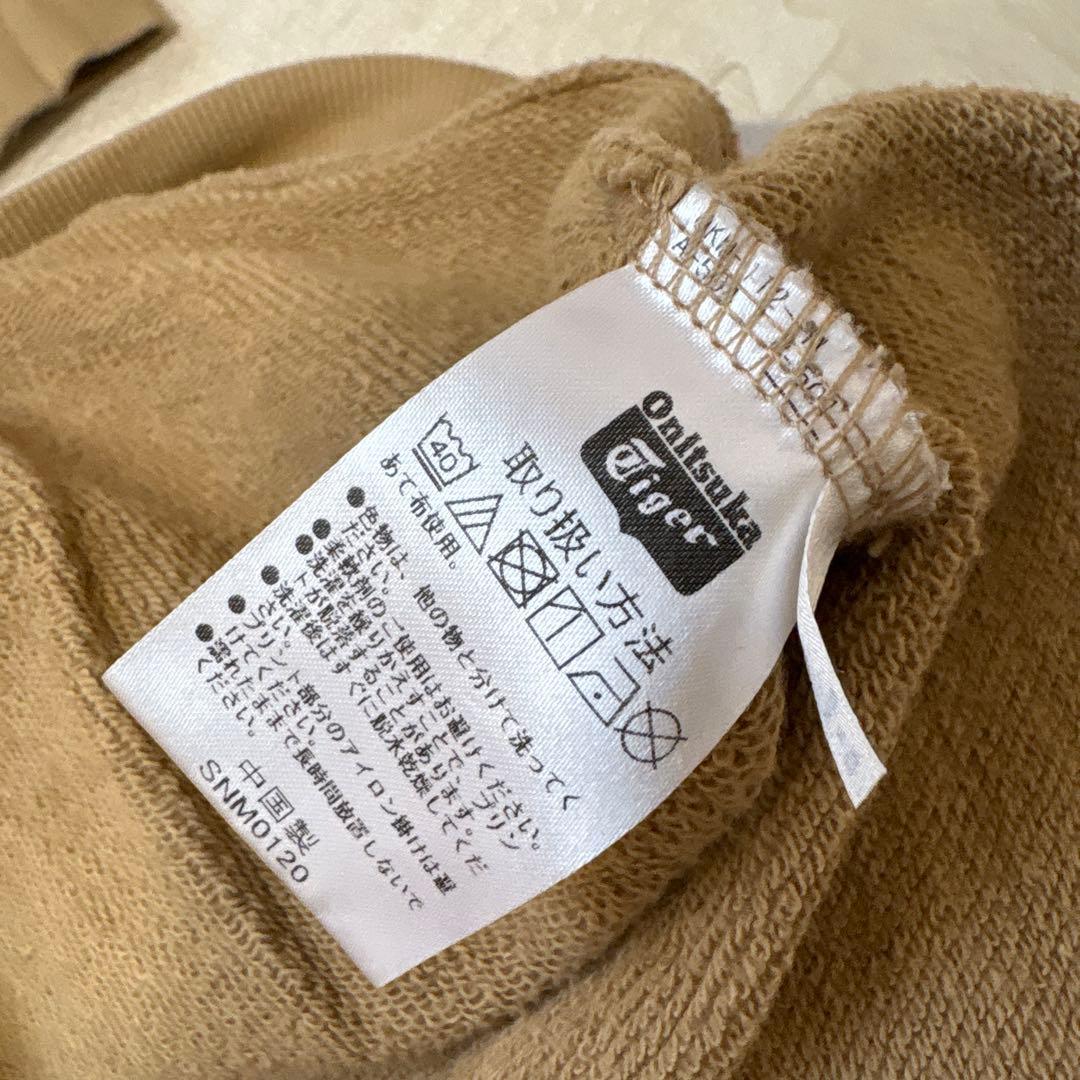 Onitsuka
Tiger
取り扱い方法
40
あて布使用。
●色物は、他の物と分けて洗ってく
ださい。
●柔軟剤のご使用はお避けください。
●洗濯を繰りかえすことで、プリン
トが脱落することがあります。
●洗濯後はすぐに脱水乾燥してくだ
さい。
プリント部分のアイロン掛けは避
けてください。
●濡れたままで長時間放置しないで
ください。
中国製
SNM0120